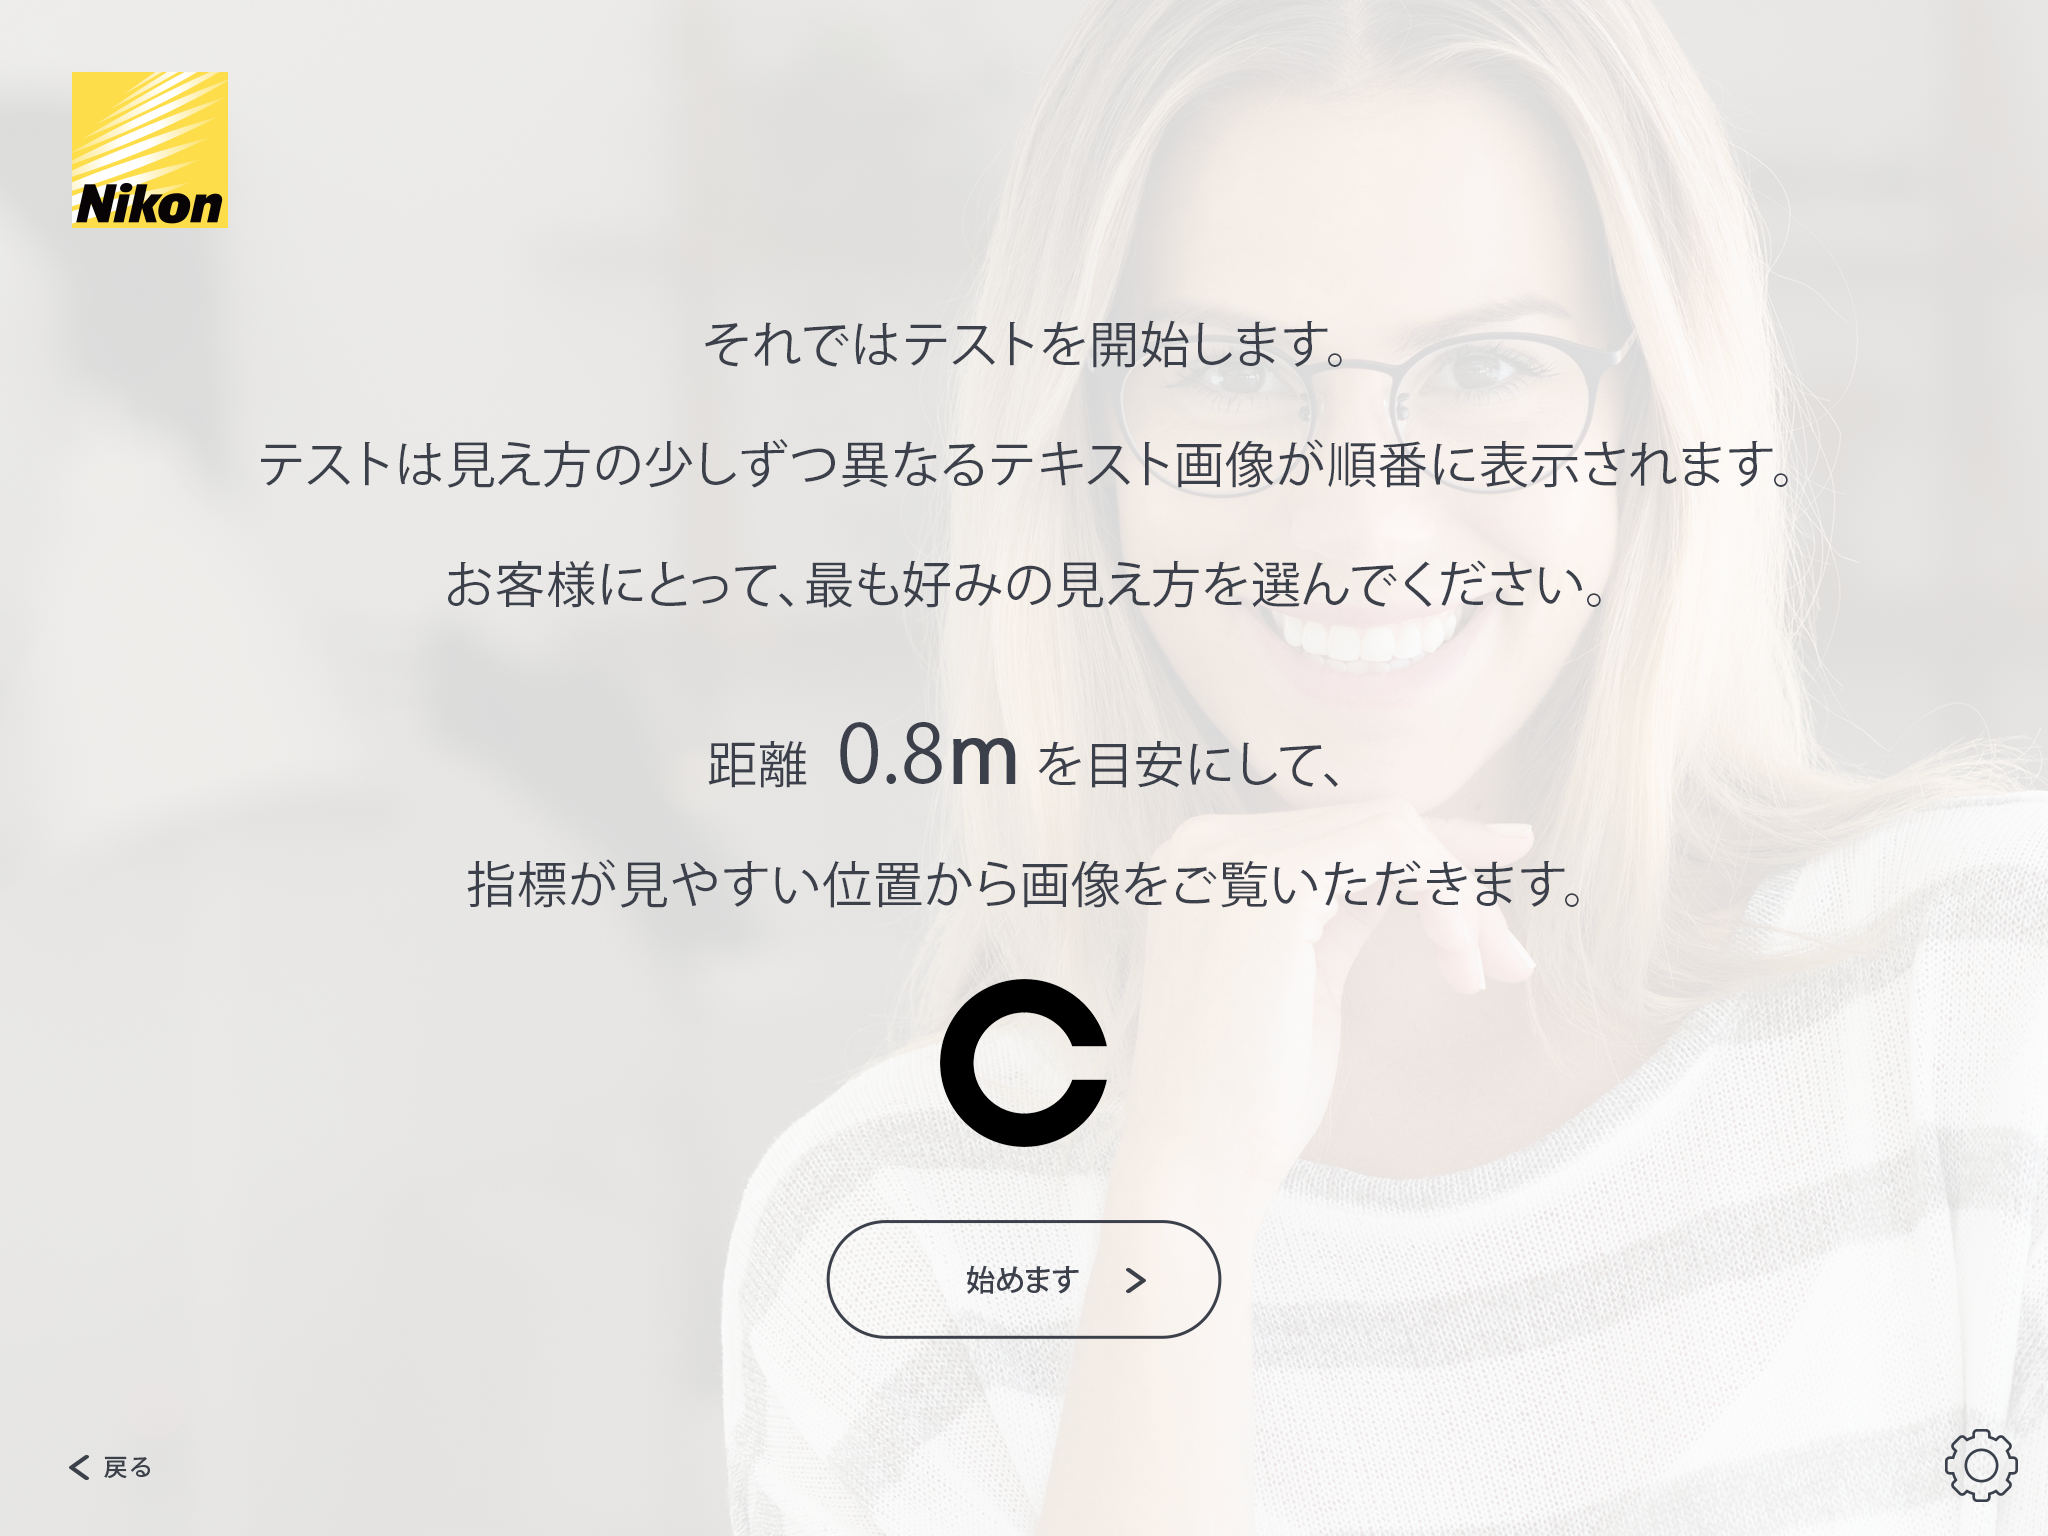 Nikon
それではテストを開始します。
テストは見え方の少しずつ異なるテキスト画像が順番に表示されます。
お客様にとって、最も好みの見え方を選んでください。
距離 0.8m を目安にして、
指標が見やすい位置から画像をご覧いただきます。
始めます
戻る